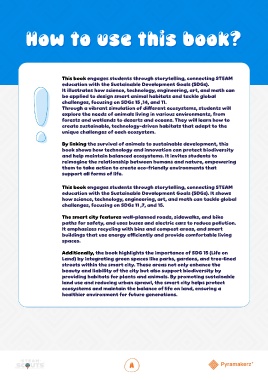 How to use this book?
This book engages students through storytelling, connecting STEAM
education with the Sustainable Development Goals (SDGs).
It illustrates how science, technology, engineering, art, and math can
be applied to design smart animal habitats and tackle global
challenges, focusing on SDGs 15, 14, and 11.
Through a vibrant simulation of different ecosystems, students will
explore the needs of animals living in various environments, from
forests and wetlands to deserts and oceans. They will learn how to
create sustainable, technology-driven habitats that adapt to the
unique challenges of each ecosystem.
By linking the survival of animals to sustainable development, this
book shows how technology and innovation can protect biodiversity
and help maintain balanced ecosystems. It invites students to
reimagine the relationship between humans and nature, empowering
them to take action to create eco-friendly environments that
support all forms of life.
This book engages students through storytelling, connecting STEAM
education with the Sustainable Development Goals (SDGs). It shows
how science, technology, engineering, art, and math can tackle global
challenges, focusing on SDGs 11, 7, and 15.
The smart city features well-planned roads, sidewalks, and bike
paths for safety, and uses buses and electric cars to reduce pollution.
It emphasizes recycling with bins and compost areas, and smart
buildings that use energy efficiently and provide comfortable living
spaces.
Additionally, the book highlights the importance of SDG 15 (Life on
Land) by integrating green spaces like parks, gardens, and tree-lined
streets within the smart city. These areas not only enhance the
beauty and livability of the city but also support biodiversity by
providing habitats for plants and animals. By promoting sustainable
land use and reducing urban sprawl, the smart city helps protect
ecosystems and maintain the balance of life on land, ensuring a
healthier environment for future generations.
SCOUTS
A
Pyramakerz